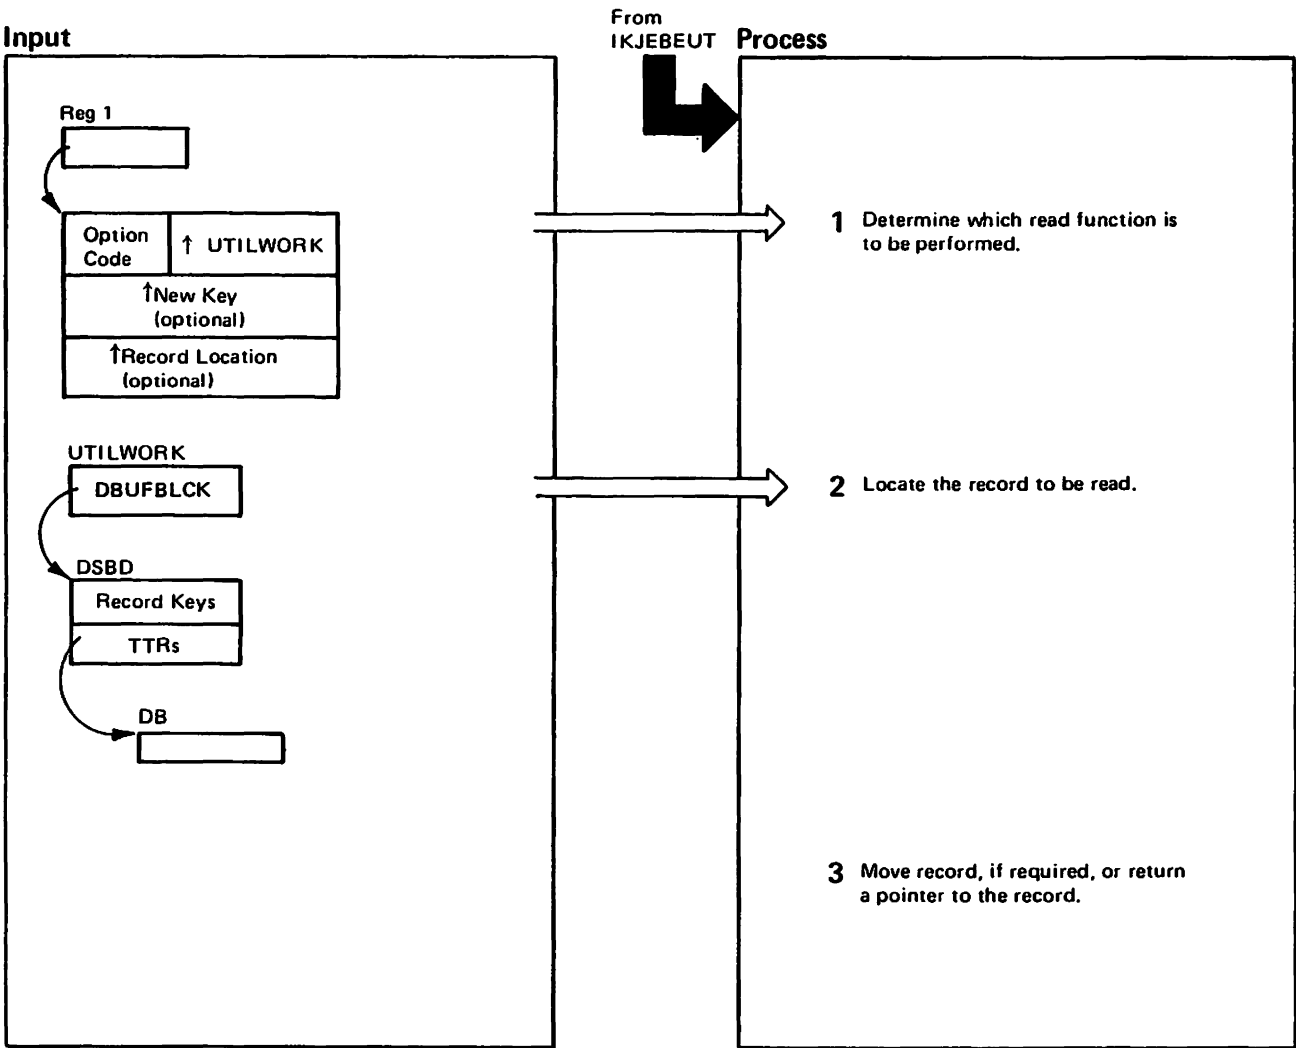 From
IKJEBEUT
Input
Process
Reg 1
Option
Code
↑ UTILWORK
↑New Key
(optional)
↑Record Location
(optional)
1 Determine which read function is
to be performed.
UTILWORK
DBUFBLCK
2 Locate the record to be read.
DSBD
Record Keys
TTRs
DB
3 Move record, if required, or return
a pointer to the record.